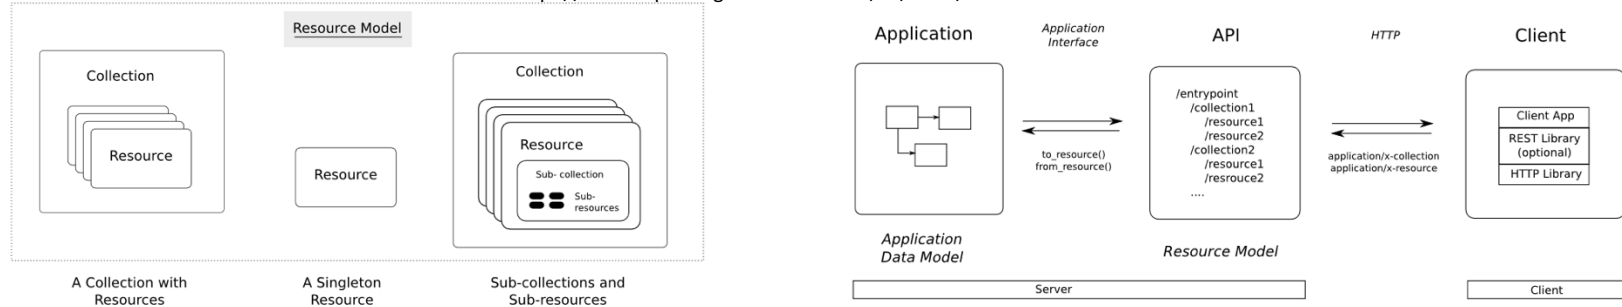 Resource Model
Collection
Resource
Resource
Collection
Resource
Sub- collection
Sub-
resources
A Collection with
Resources
A Singleton
Resource
Sub-collections and
Sub-resources
Application
Application
Interface
API
HTTP
Client
/entrypoint
/collection1
/resource1
/resource2
/collection2
/resource1
/resrouce2
....
to_resource()
from_resource()
application/x-collection
application/x-resource
Client App
REST Library
(optional)
HTTP Library
Application
Data Model
Resource Model
Server
Client